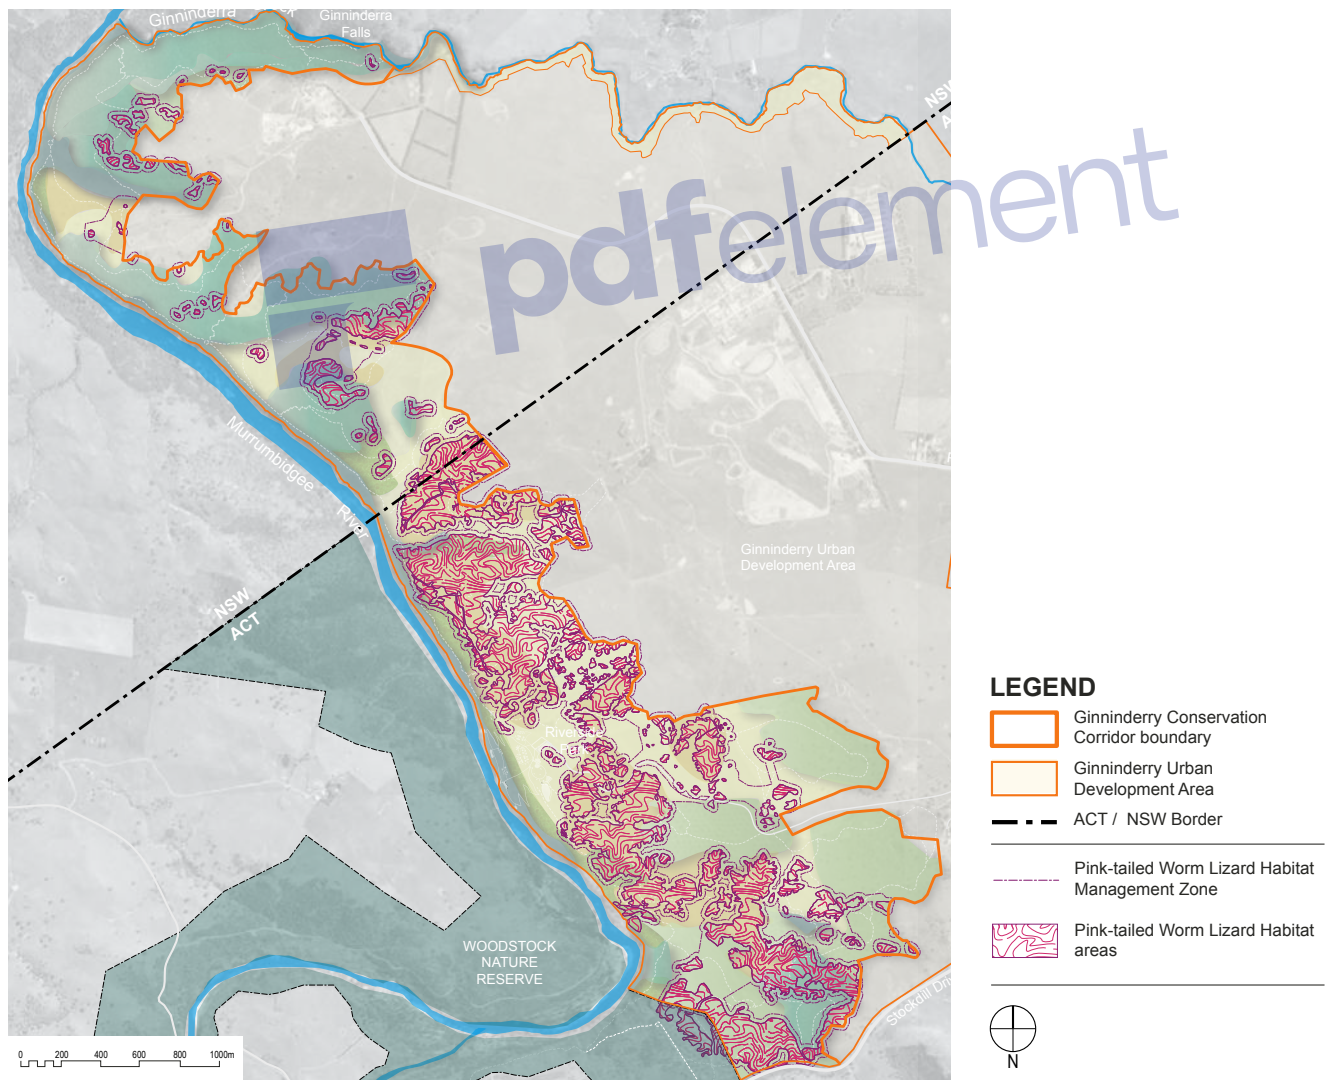 Ginninderra
Ginninderra
Falls
NSW
pdfelement
Murrumbidgee
River
NSW
ACT
Ginninderry Urban
Development Area
WOODSTOCK
NATURE
RESERVE
0 200 400 600 800 1000m
LEGEND
Ginninderry Conservation
Corridor boundary
Ginninderry Urban
Development Area
ACT / NSW Border
Pink-tailed Worm Lizard Habitat
Management Zone
Pink-tailed Worm Lizard Habitat
areas
N